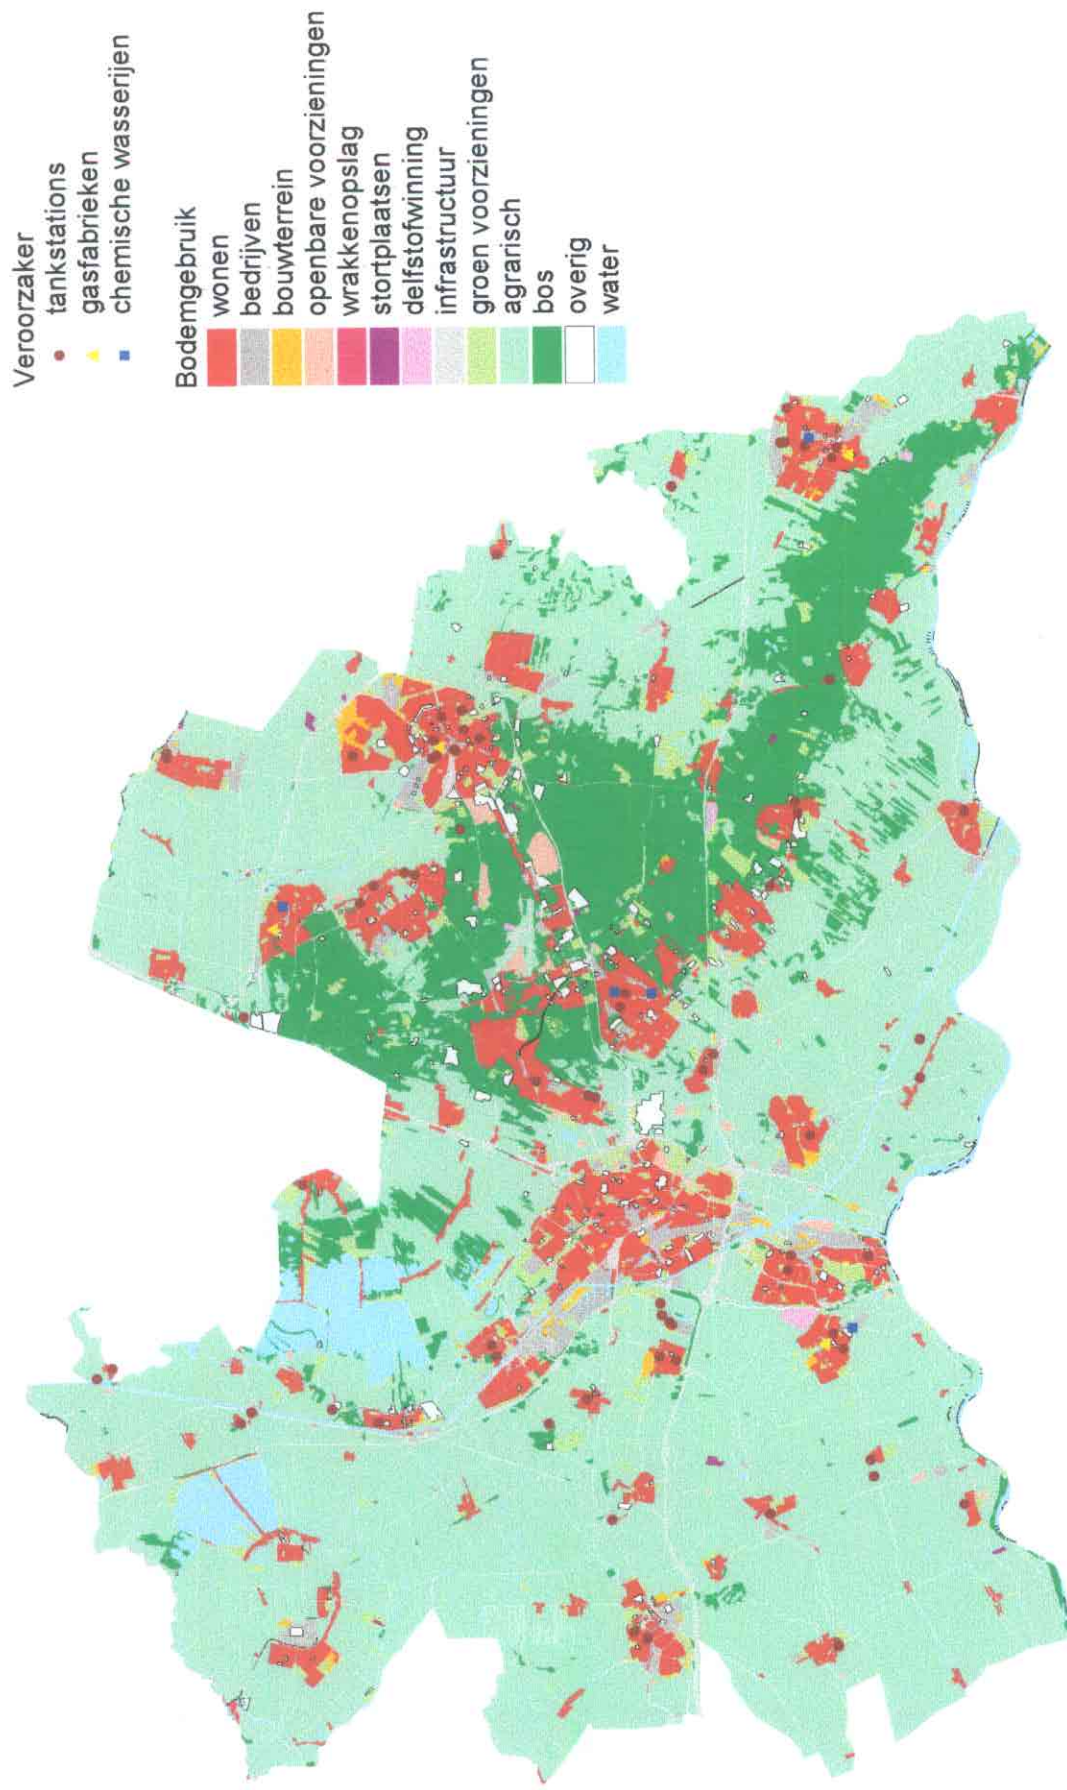 Veroorzaker
tankstations
gasfabrieken
chemische wasserijen
Bodemgebruik
wonen
bedrijven
bouwterrein
openbare voorzieningen
wrakkenopslag
stortplaatsen
delfstofwinning
infrastructuur
groen voorzieningen
agrarisch
bos
overig
water